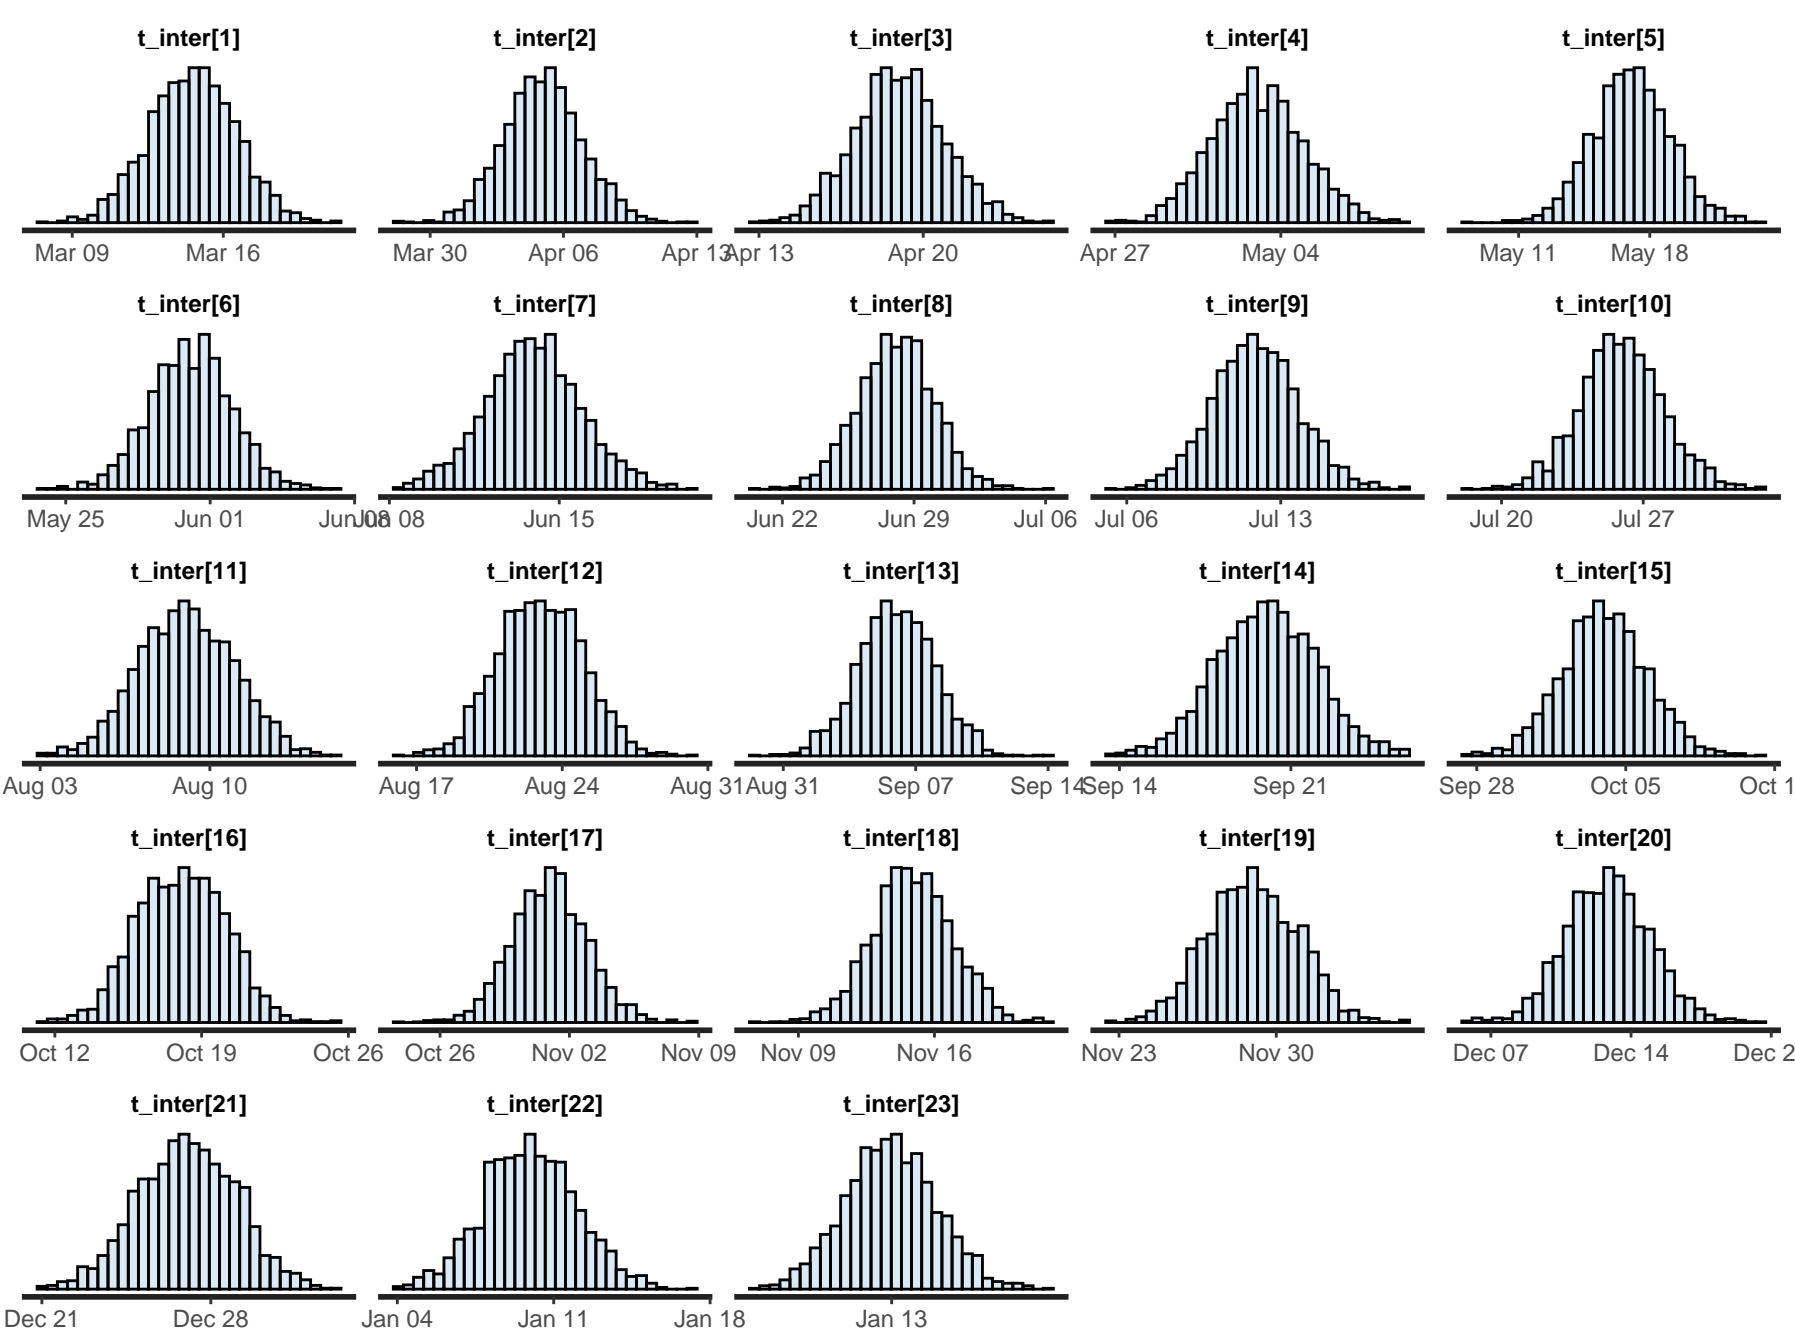 t_inter[1] t_inter[2] t_inter[3] t_inter[4] t_inter[5]
Mar 09 Mar 16 Mar 30 Apr 06 Apr 13 Apr 13 Apr 20 Apr 27 May 04 May 11 May 18
t_inter[6] t_inter[7] t_inter[8] t_inter[9] t_inter[10]
May 25 Jun 01 Jun 08 Jun 08 Jun 15 Jun 22 Jun 29 Jul 06 Jul 06 Jul 13 Jul 20 Jul 27
t_inter[11] t_inter[12] t_inter[13] t_inter[14] t_inter[15]
Aug 03 Aug 10 Aug 17 Aug 24 Aug 31 Aug 31 Sep 07 Sep 14 Sep 14 Sep 21 Sep 28 Oct 05 Oct 1
t_inter[16] t_inter[17] t_inter[18] t_inter[19] t_inter[20]
Oct 12 Oct 19 Oct 26 Oct 26 Nov 02 Nov 09 Nov 09 Nov 16 Nov 23 Nov 30 Dec 07 Dec 14 Dec 2
t_inter[21] t_inter[22] t_inter[23]
Dec 21 Dec 28 Jan 04 Jan 11 Jan 18 Jan 13